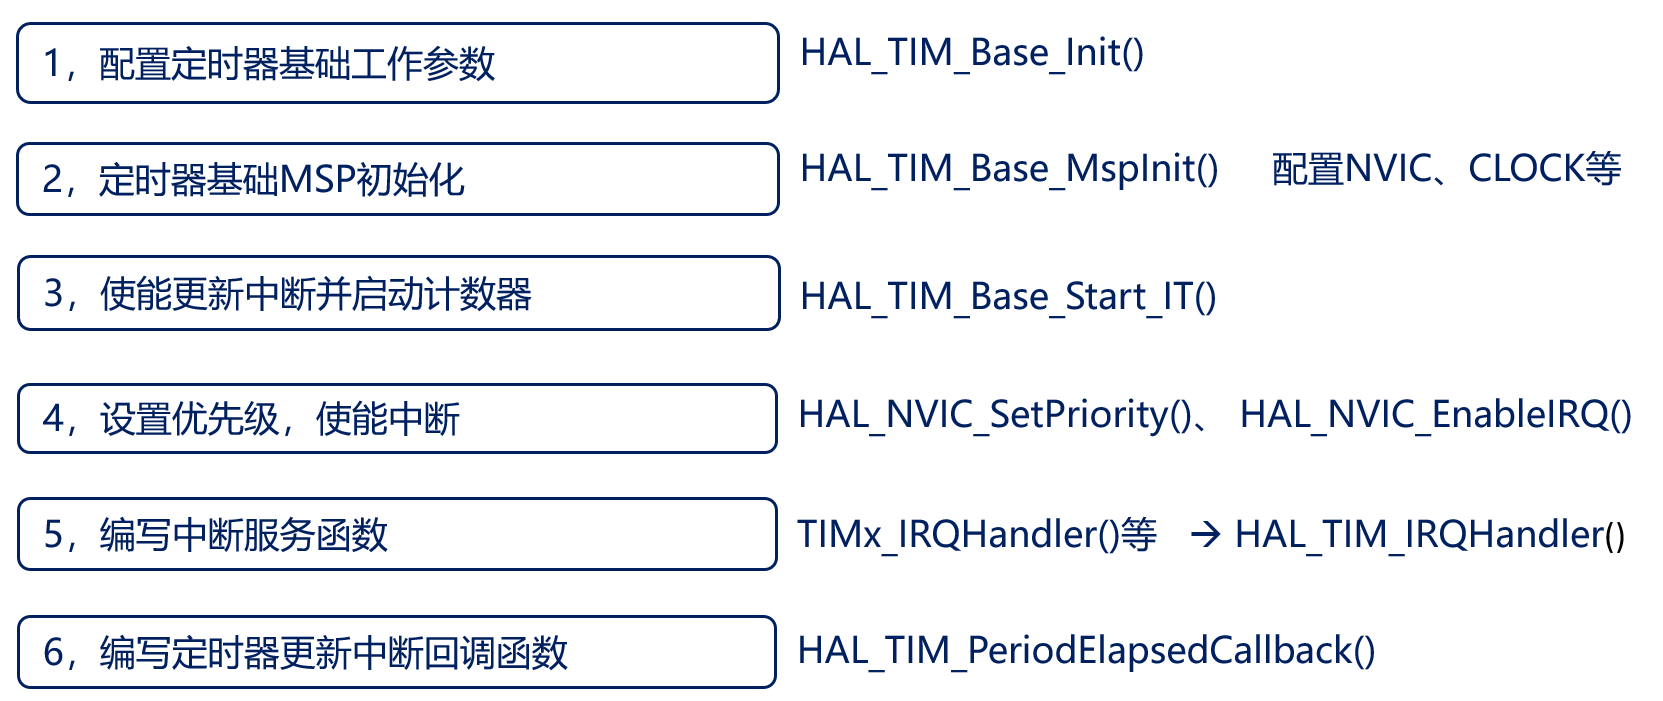 1，配置定时器基础工作参数 HAL_TIM_Base_Init()
2，定时器基础MSP初始化 HAL_TIM_Base_MspInit() 配置NVIC、CLOCK等
3，使能更新中断并启动计数器 HAL_TIM_Base_Start_IT()
4，设置优先级，使能中断 HAL_NVIC_SetPriority()、 HAL_NVIC_EnableIRQ()
5，编写中断服务函数 TIMx_IRQHandler()等 → HAL_TIM_IRQHandler()
6，编写定时器更新中断回调函数 HAL_TIM_PeriodElapsedCallback()